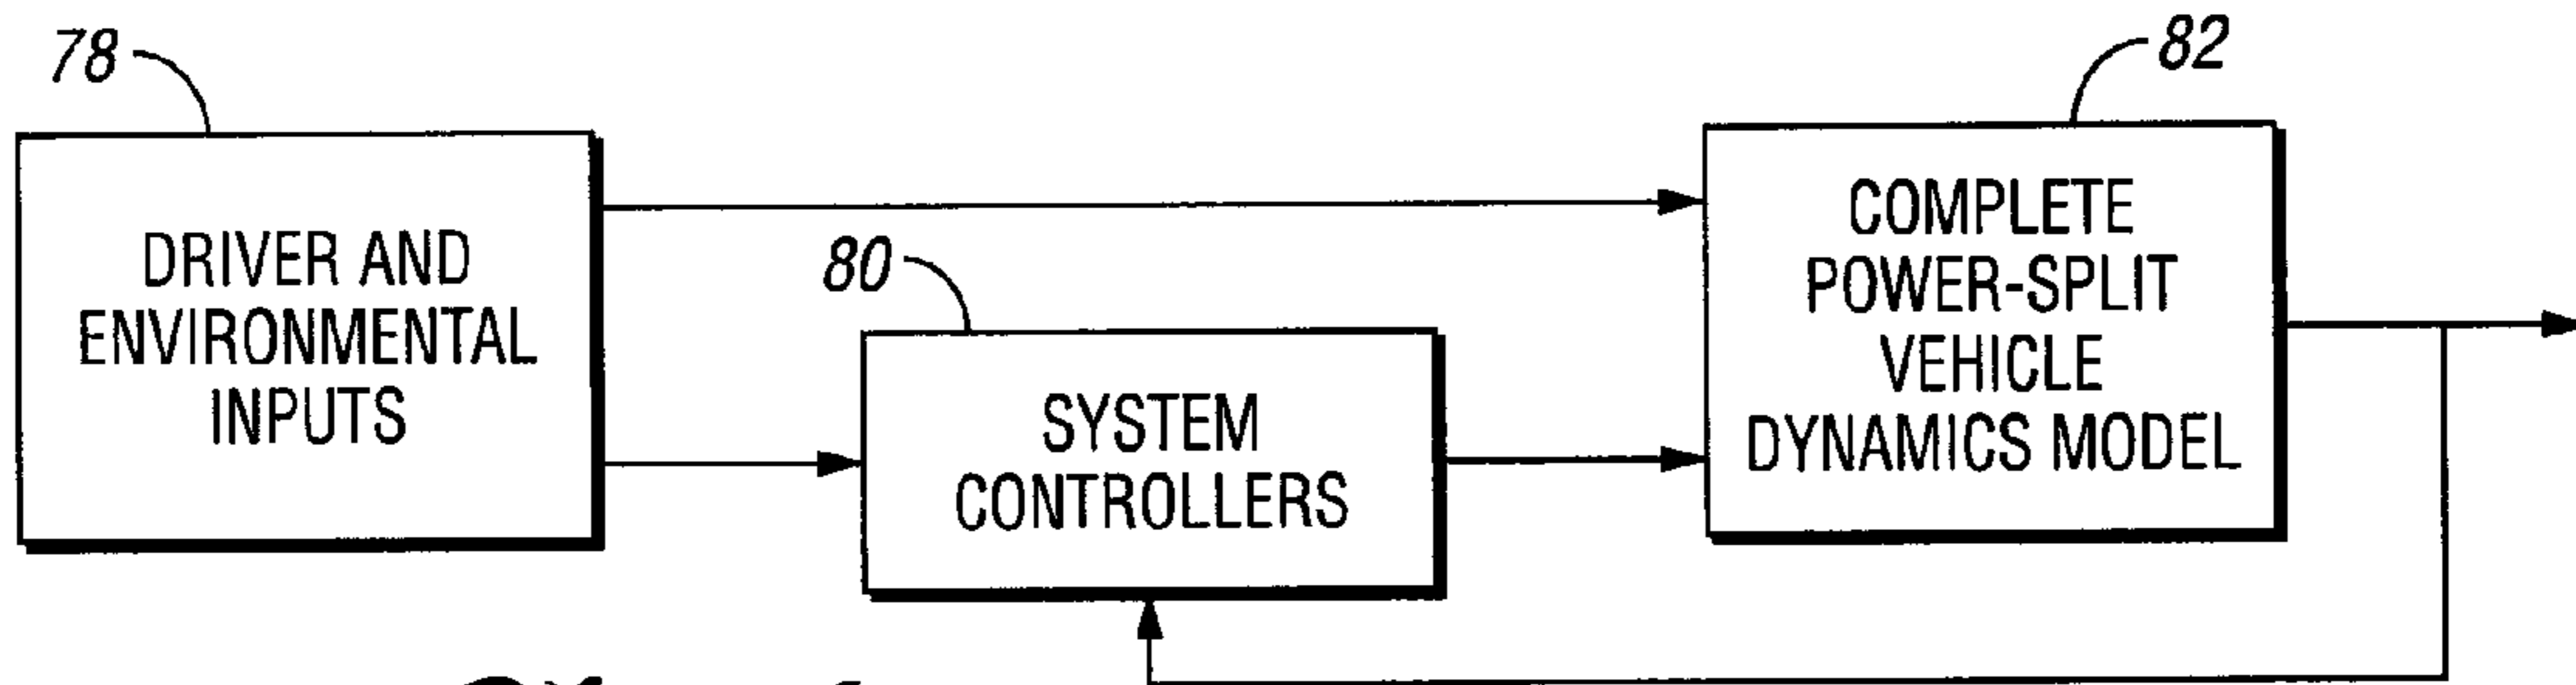 78
82
DRIVER AND
ENVIRONMENTAL
INPUTS
80
SYSTEM
CONTROLLERS
COMPLETE
POWER-SPLIT
VEHICLE
DYNAMICS MODEL